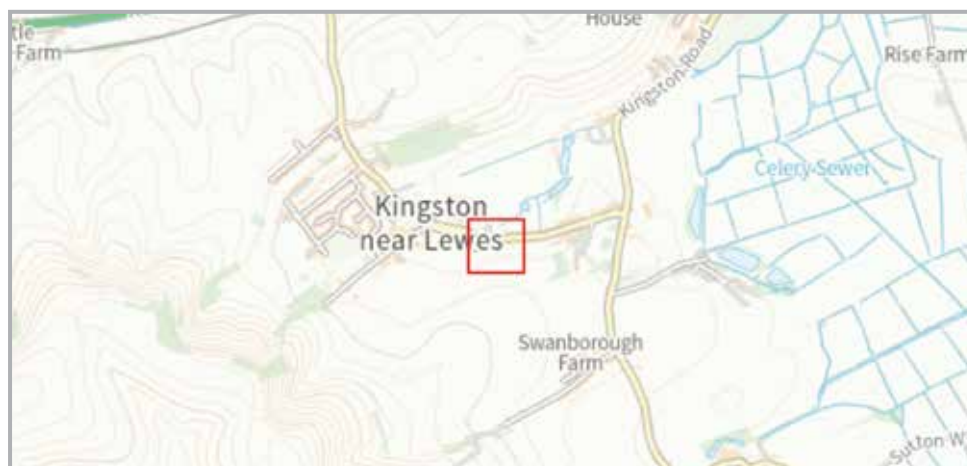 House
tle
Farm
Rise Farm
Kingston Road
Celery Sewer
Kingston
near Lewes
Swanborough
Farm
Sutton W